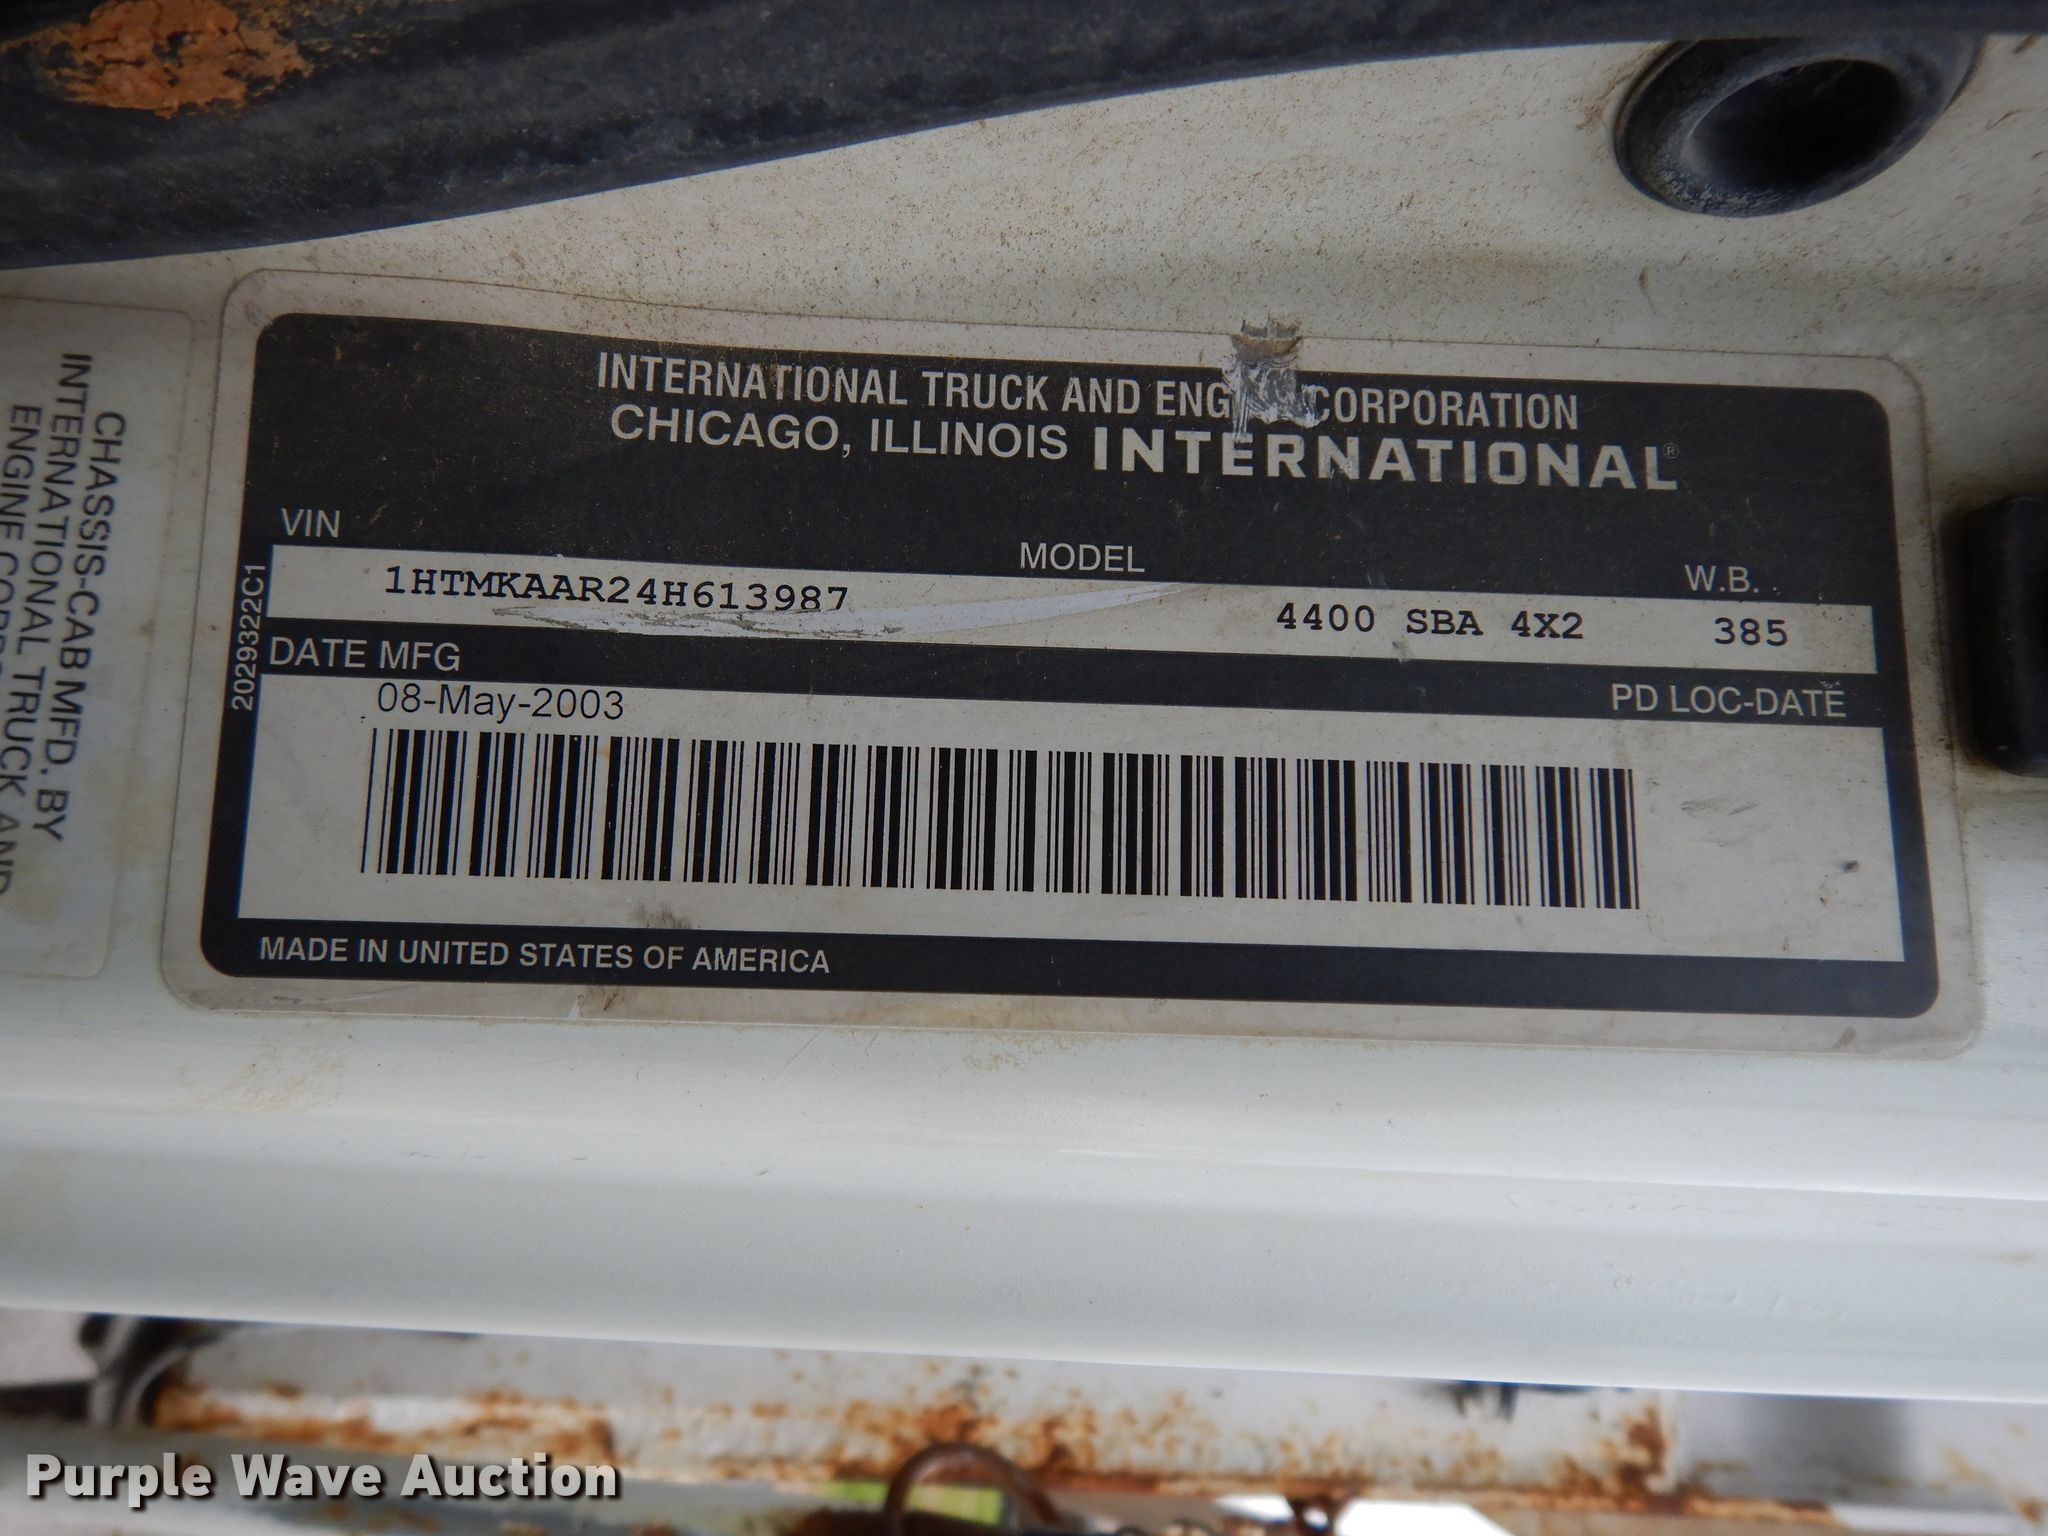 INTERNATIONAL TRUCK AND ENG CORPORATION
CHICAGO, ILLINOIS INTERNATIONAL®
VIN MODEL W.B.
1HTMKAAR24H613987 4400 SBA 4X2 385
DATE MFG PD LOC-DATE
08-May-2003
MADE IN UNITED STATES OF AMERICA
2029322C1
CHASSIS-CAB MFD. BY
INTERNATIONAL TRUCK AND
ENGINE
Purple Wave Auction